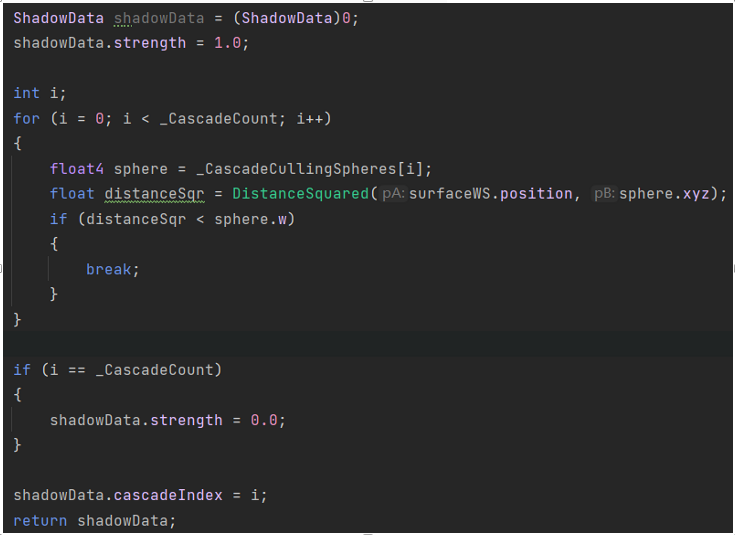 ShadowData shadowData = (ShadowData)0;
shadowData.strength = 1.0;
int i;
for (i = 0; i < _CascadeCount; i++)
{
float4 sphere = _CascadeCullingSpheres[i];
float distanceSqr = DistanceSquared(pA:surfaceWS.position, pB:sphere.xyz);
if (distanceSqr < sphere.w)
{
break;
}
}
if (i == _CascadeCount)
{
shadowData.strength = 0.0;
}
shadowData.cascadeIndex = i;
return shadowData;